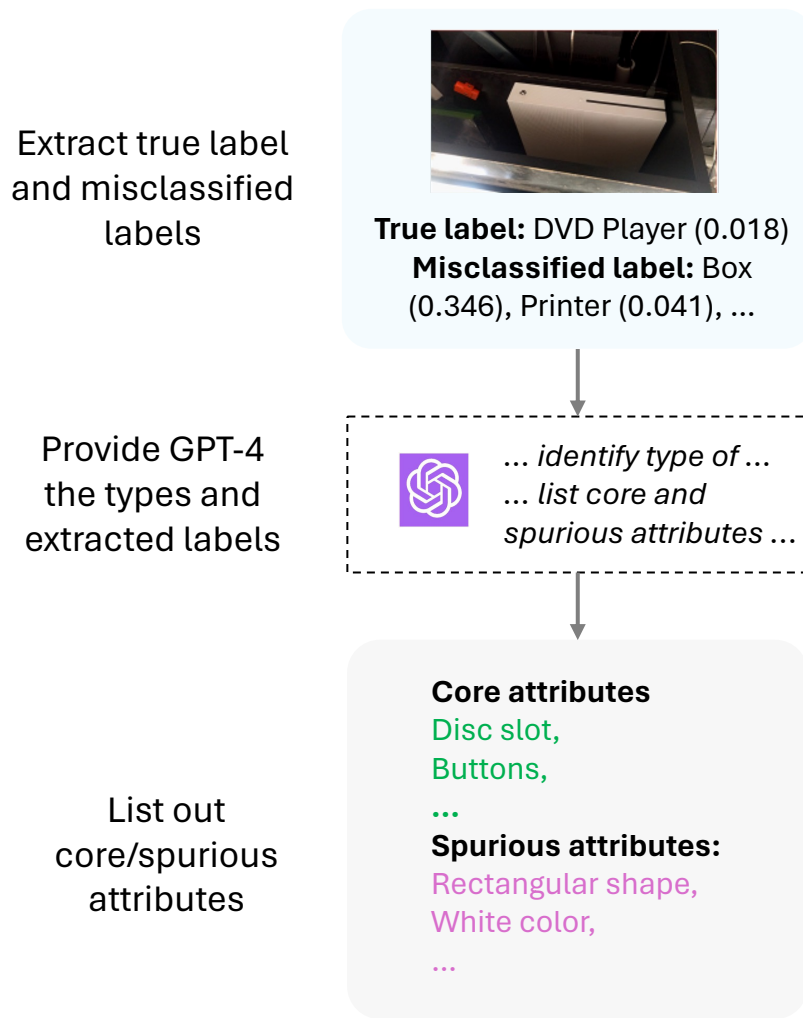 Extract true label
and misclassified
labels
True label: DVD Player (0.018)
Misclassified label: Box
(0.346), Printer (0.041), ...
Provide GPT-4
the types and
extracted labels
... identify type of ...
... list core and
spurious attributes ...
List out
core/spurious
attributes
Core attributes
Disc slot,
Buttons,
...
Spurious attributes:
Rectangular shape,
White color,
...